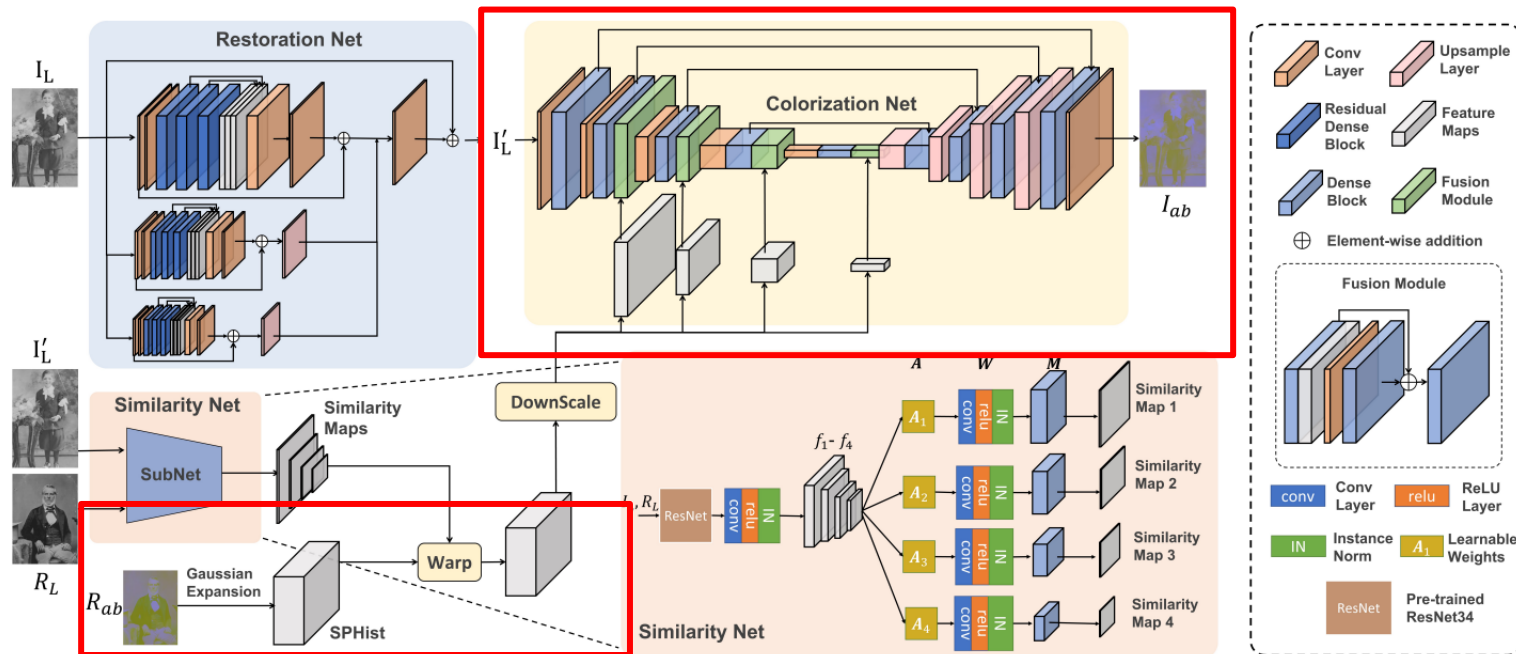 Restoration Net
I_L
I'_L
Colorization Net
I_ab
I'_L
R_L
Similarity Net
SubNet
Similarity
Maps
DownScale
Warp
R_ab
Gaussian
Expansion
SPHist
Similarity Net
, R_L
ResNet
conv
relu
IN
f_1- f_4
A
W
M
A_1
conv
relu
IN
Similarity
Map 1
A_2
conv
relu
IN
Similarity
Map 2
A_3
conv
relu
IN
Similarity
Map 3
A_4
conv
relu
IN
Similarity
Map 4
Conv
Layer
Upsample
Layer
Residual
Dense
Block
Feature
Maps
Dense
Block
Fusion
Module
Element-wise addition
Fusion Module
conv
Conv
Layer
relu
ReLU
Layer
IN
Instance
Norm
A_1
Learnable
Weights
ResNet
Pre-trained
ResNet34